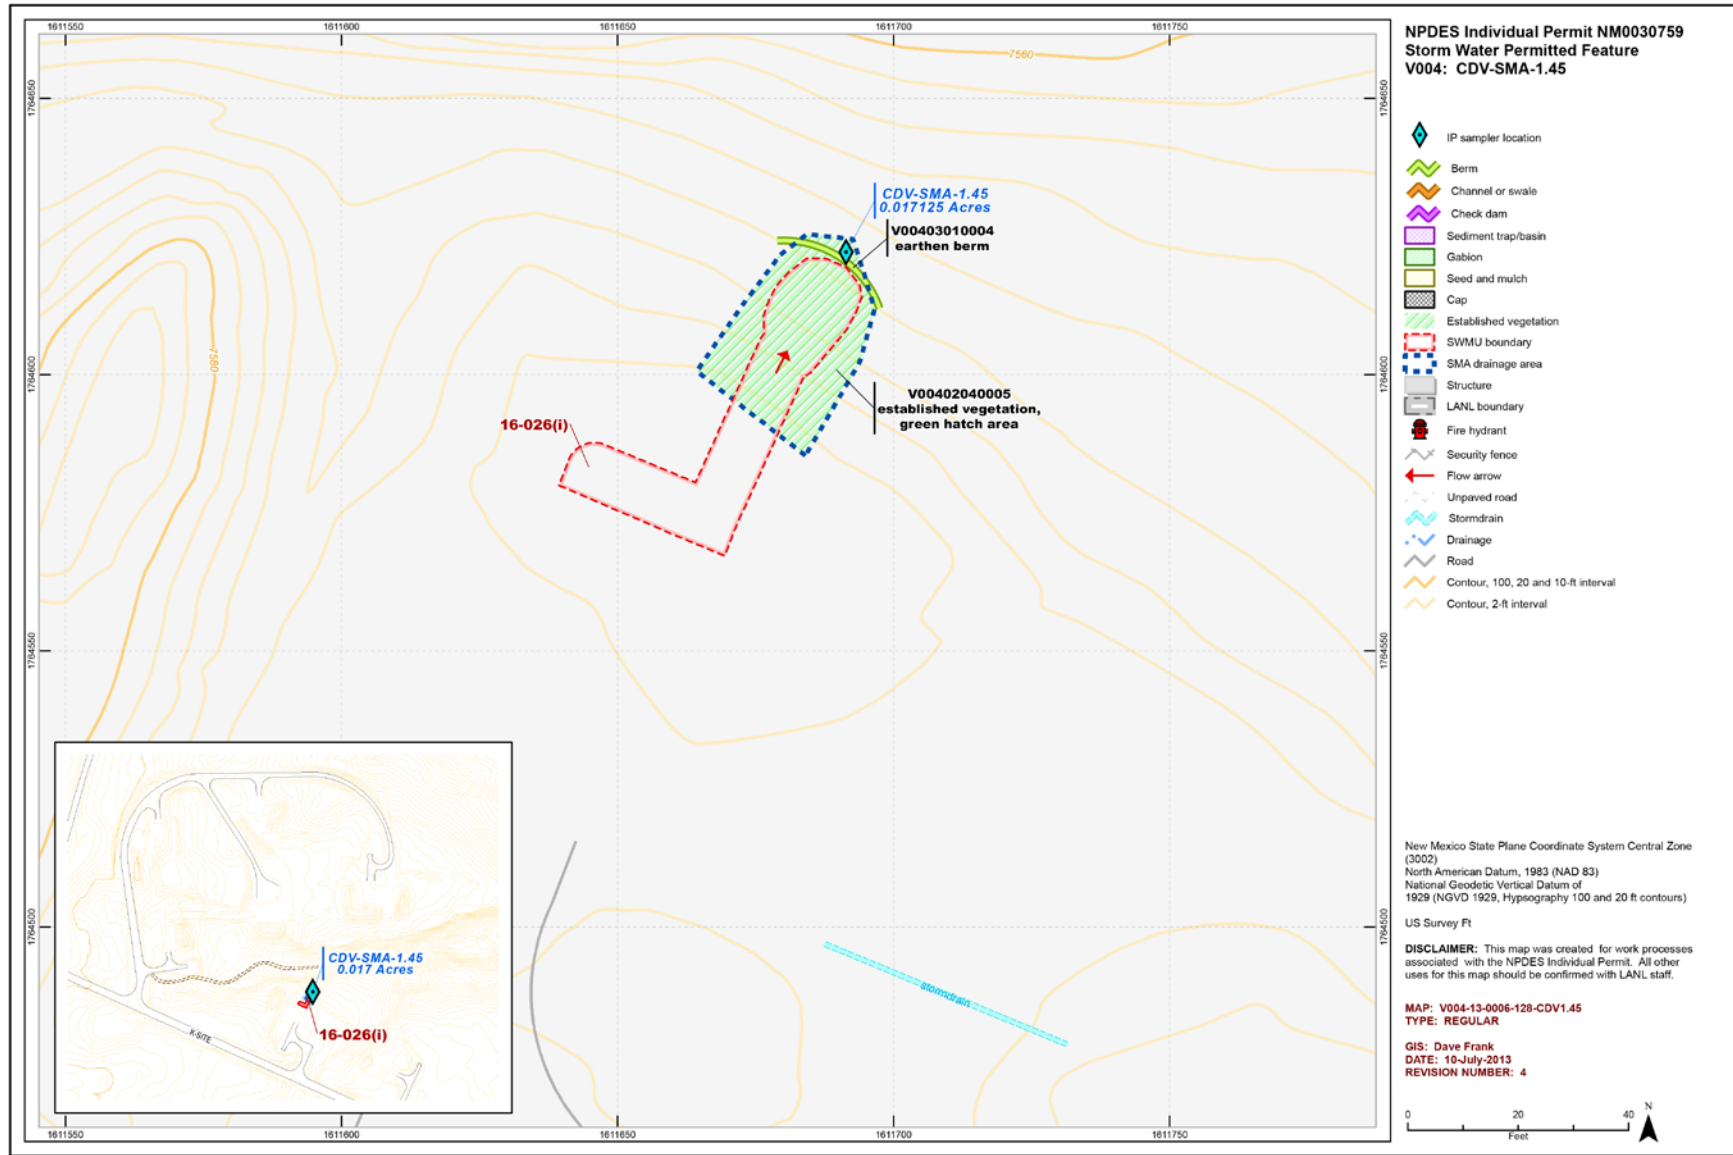 1611550
1611600
1611650
1611700
1611750
NPDES Individual Permit NM0030759
Storm Water Permitted Feature
V004: CDV-SMA-1.45
7560
1764650
1764650
IP sampler location
Berm
Channel or swale
Check dam
Sediment trap/basin
Gabion
Seed and mulch
Cap
Established vegetation
SWMU boundary
SMA drainage area
Structure
LANL boundary
Fire hydrant
Security fence
Flow arrow
Unpaved road
Stormdrain
Drainage
Road
Contour, 100, 20 and 10-ft interval
Contour, 2-ft interval
CDV-SMA-1.45
0.017125 Acres
V00403010004
earthen berm
7580
1764600
1764600
V00402040005
established vegetation,
green hatch area
16-026(i)
1764550
1764550
1764500
1764500
stormdrain
CDV-SMA-1.45
0.017 Acres
16-026(i)
K-SITE
New Mexico State Plane Coordinate System Central Zone
(3002)
North American Datum, 1983 (NAD 83)
National Geodetic Vertical Datum of
1929 (NGVD 1929, Hypsography 100 and 20 ft contours)
US Survey Ft
DISCLAIMER: This map was created for work processes
associated with the NPDES Individual Permit. All other
uses for this map should be confirmed with LANL staff.
MAP: V004-13-0006-128-CDV1.45
TYPE: REGULAR
GIS: Dave Frank
DATE: 10-July-2013
REVISION NUMBER: 4
0
20
40
Feet
N
1611550
1611600
1611650
1611700
1611750